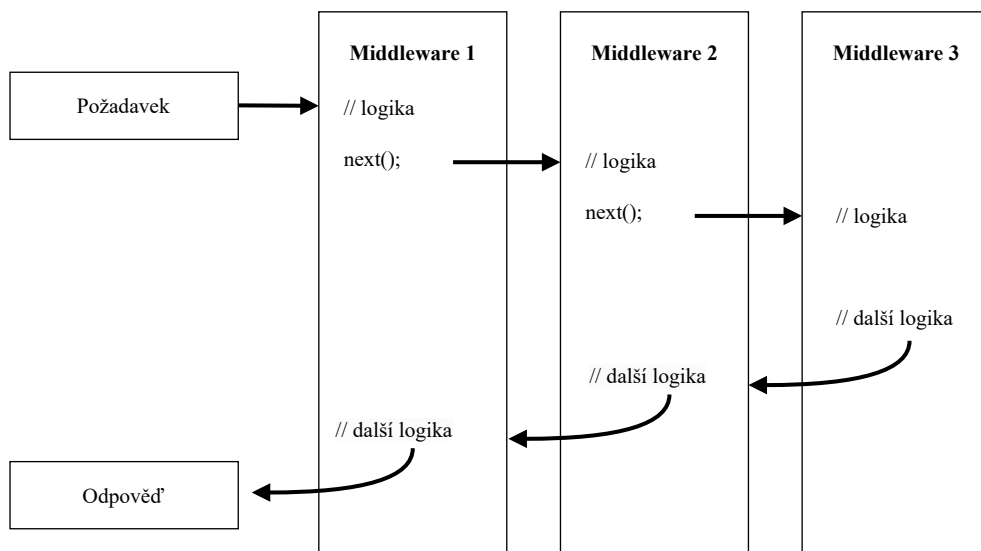 Middleware 1
Middleware 2
Middleware 3
Požadavek
// logika
next();
// logika
next();
// logika
// další logika
// další logika
// další logika
Odpověď